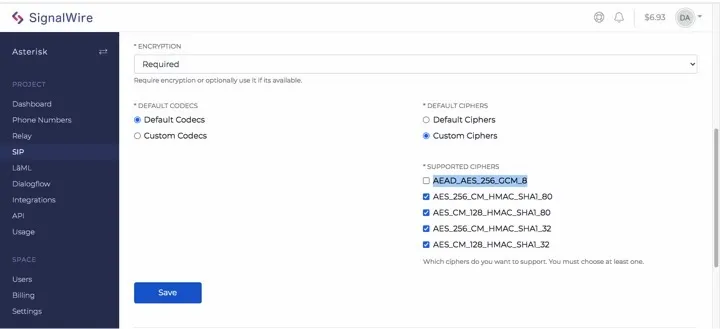 SignalWire
$6.93
DA
Asterisk
PROJECT
Dashboard
Phone Numbers
Relay
SIP
LāML
Dialogflow
Integrations
API
Usage
SPACE
Users
Billing
Settings
* ENCRYPTION
Required
Require encryption or optionally use it if its available.
* DEFAULT CODECS
Default Codecs
Custom Codecs
* DEFAULT CIPHERS
Default Ciphers
Custom Ciphers
* SUPPORTED CIPHERS
AEAD_AES_256_GCM_8
AES_256_CM_HMAC_SHA1_80
AES_CM_128_HMAC_SHA1_80
AES_256_CM_HMAC_SHA1_32
AES_CM_128_HMAC_SHA1_32
Which ciphers do you want to support. You must choose at least one.
Save